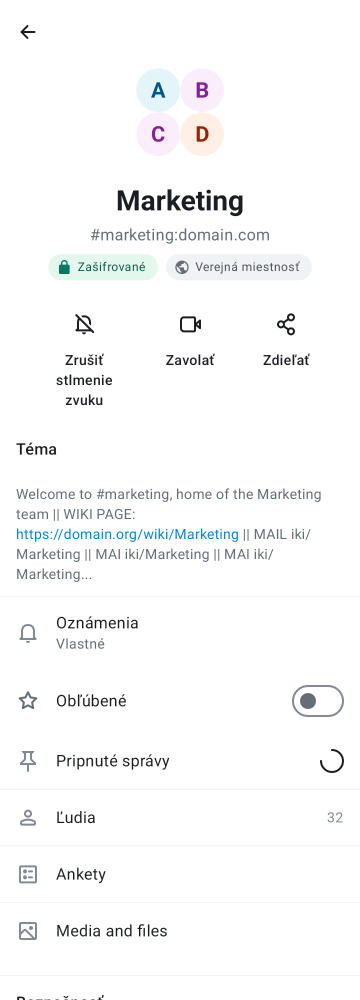 A B
C D
Marketing
#marketing:domain.com
Zašifrované Verejná miestnosť
Zrušiť stlmenie zvuku
Zavolať
Zdieľať
Téma
Welcome to #marketing, home of the Marketing
team || WIKI PAGE:
https://domain.org/wiki/Marketing || MAIL iki/
Marketing || MAI iki/Marketing || MAI iki/
Marketing...
Oznámenia
Vlastné
Obľúbené
Pripnuté správy
Ľudia 32
Ankety
Media and files
Bezpečnosť